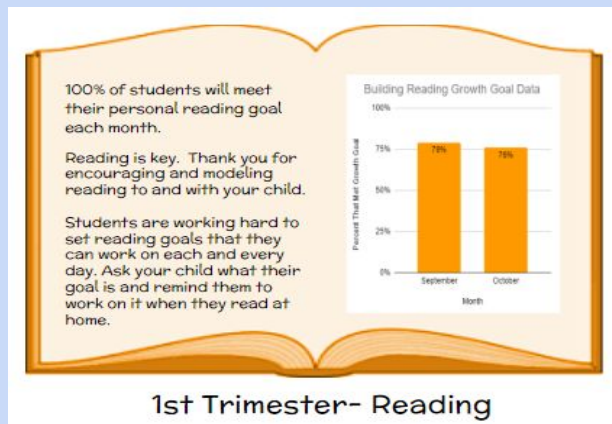 100% of students will meet
their personal reading goal
each month.
Reading is key. Thank you for
encouraging and modeling
reading to and with your child.
Students are working hard to
set reading goals that they
can work on each and every
day. Ask your child what their
goal is and remind them to
work on it when they read at
home.
Building Reading Growth Goal Data
Percent That Met Growth Goal
100%
75%
50%
25%
0%
September
October
Month
1st Trimester- Reading